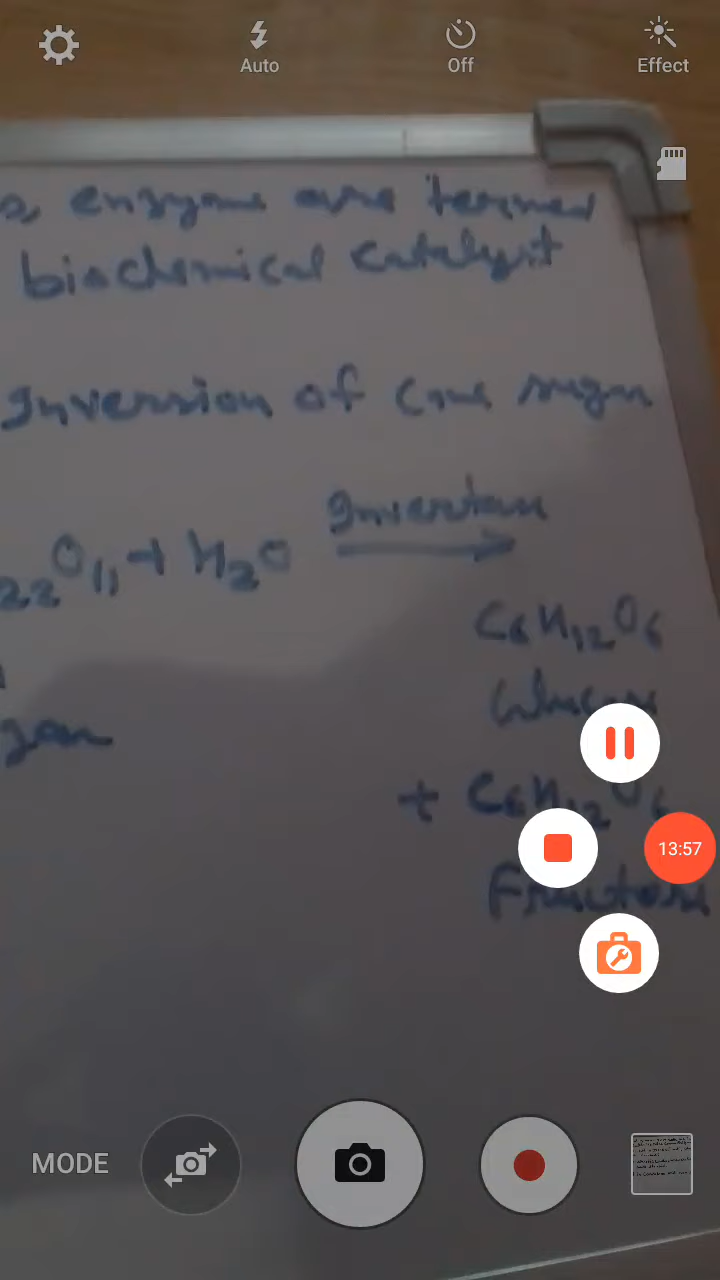 Auto Off Effect
enzyme are termed
biochemical catalyst
Inversion of cane sugar
Invertase
22O11 + H2O
C6H12O6
Glucose
+ C6H12O6
13:57
Fructose
MODE